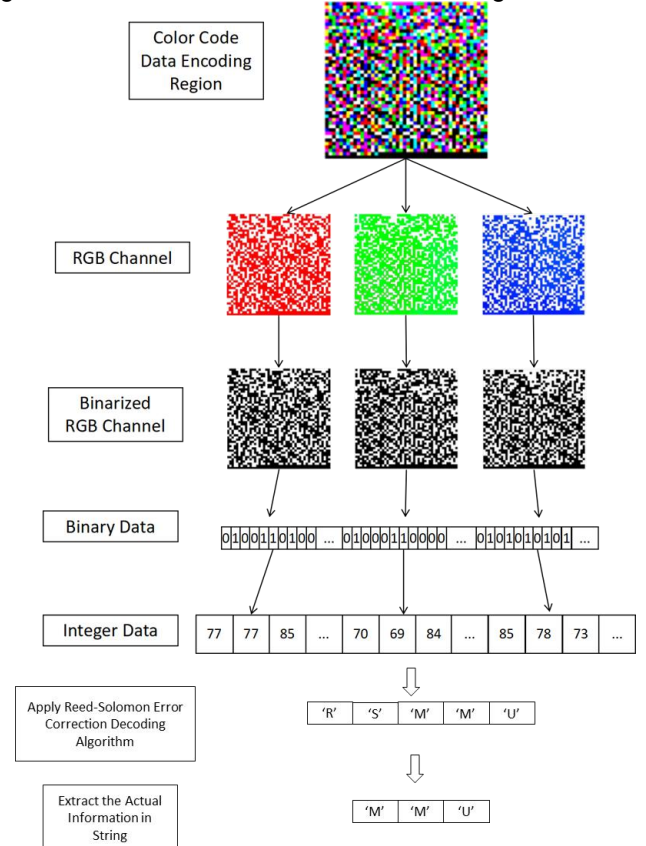 Color Code
Data Encoding
Region
RGB Channel
Binarized
RGB Channel
Binary Data
0 1 0 0 1 1 0 1 0 0 ... 0 1 0 0 0 1 1 0 0 0 0 ... 0 1 0 1 0 1 0 1 0 1 ...
Integer Data
77 77 85 ... 70 69 84 ... 85 78 73 ...
Apply Reed-Solomon Error
Correction Decoding
Algorithm
'R' 'S' 'M' 'M' 'U'
Extract the Actual
Information in
String
'M' 'M' 'U'